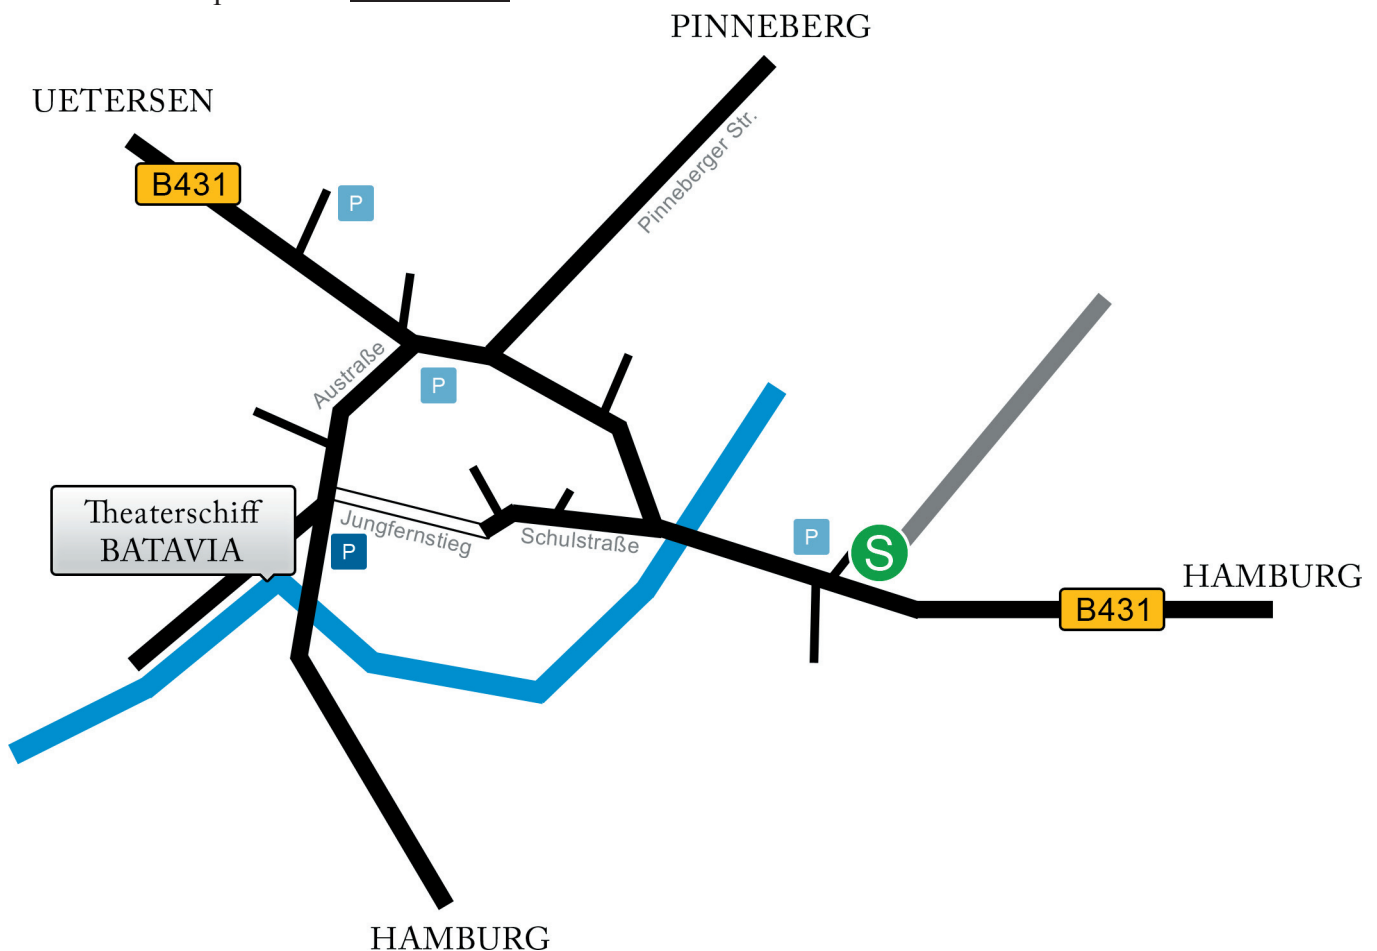 PINNEBERG
UETERSEN
Pinneberger Str.
B431
P
Austraße
P
Theaterschiff
BATAVIA
Jungfernstieg
Schulstraße
P
P
S
HAMBURG
B431
HAMBURG